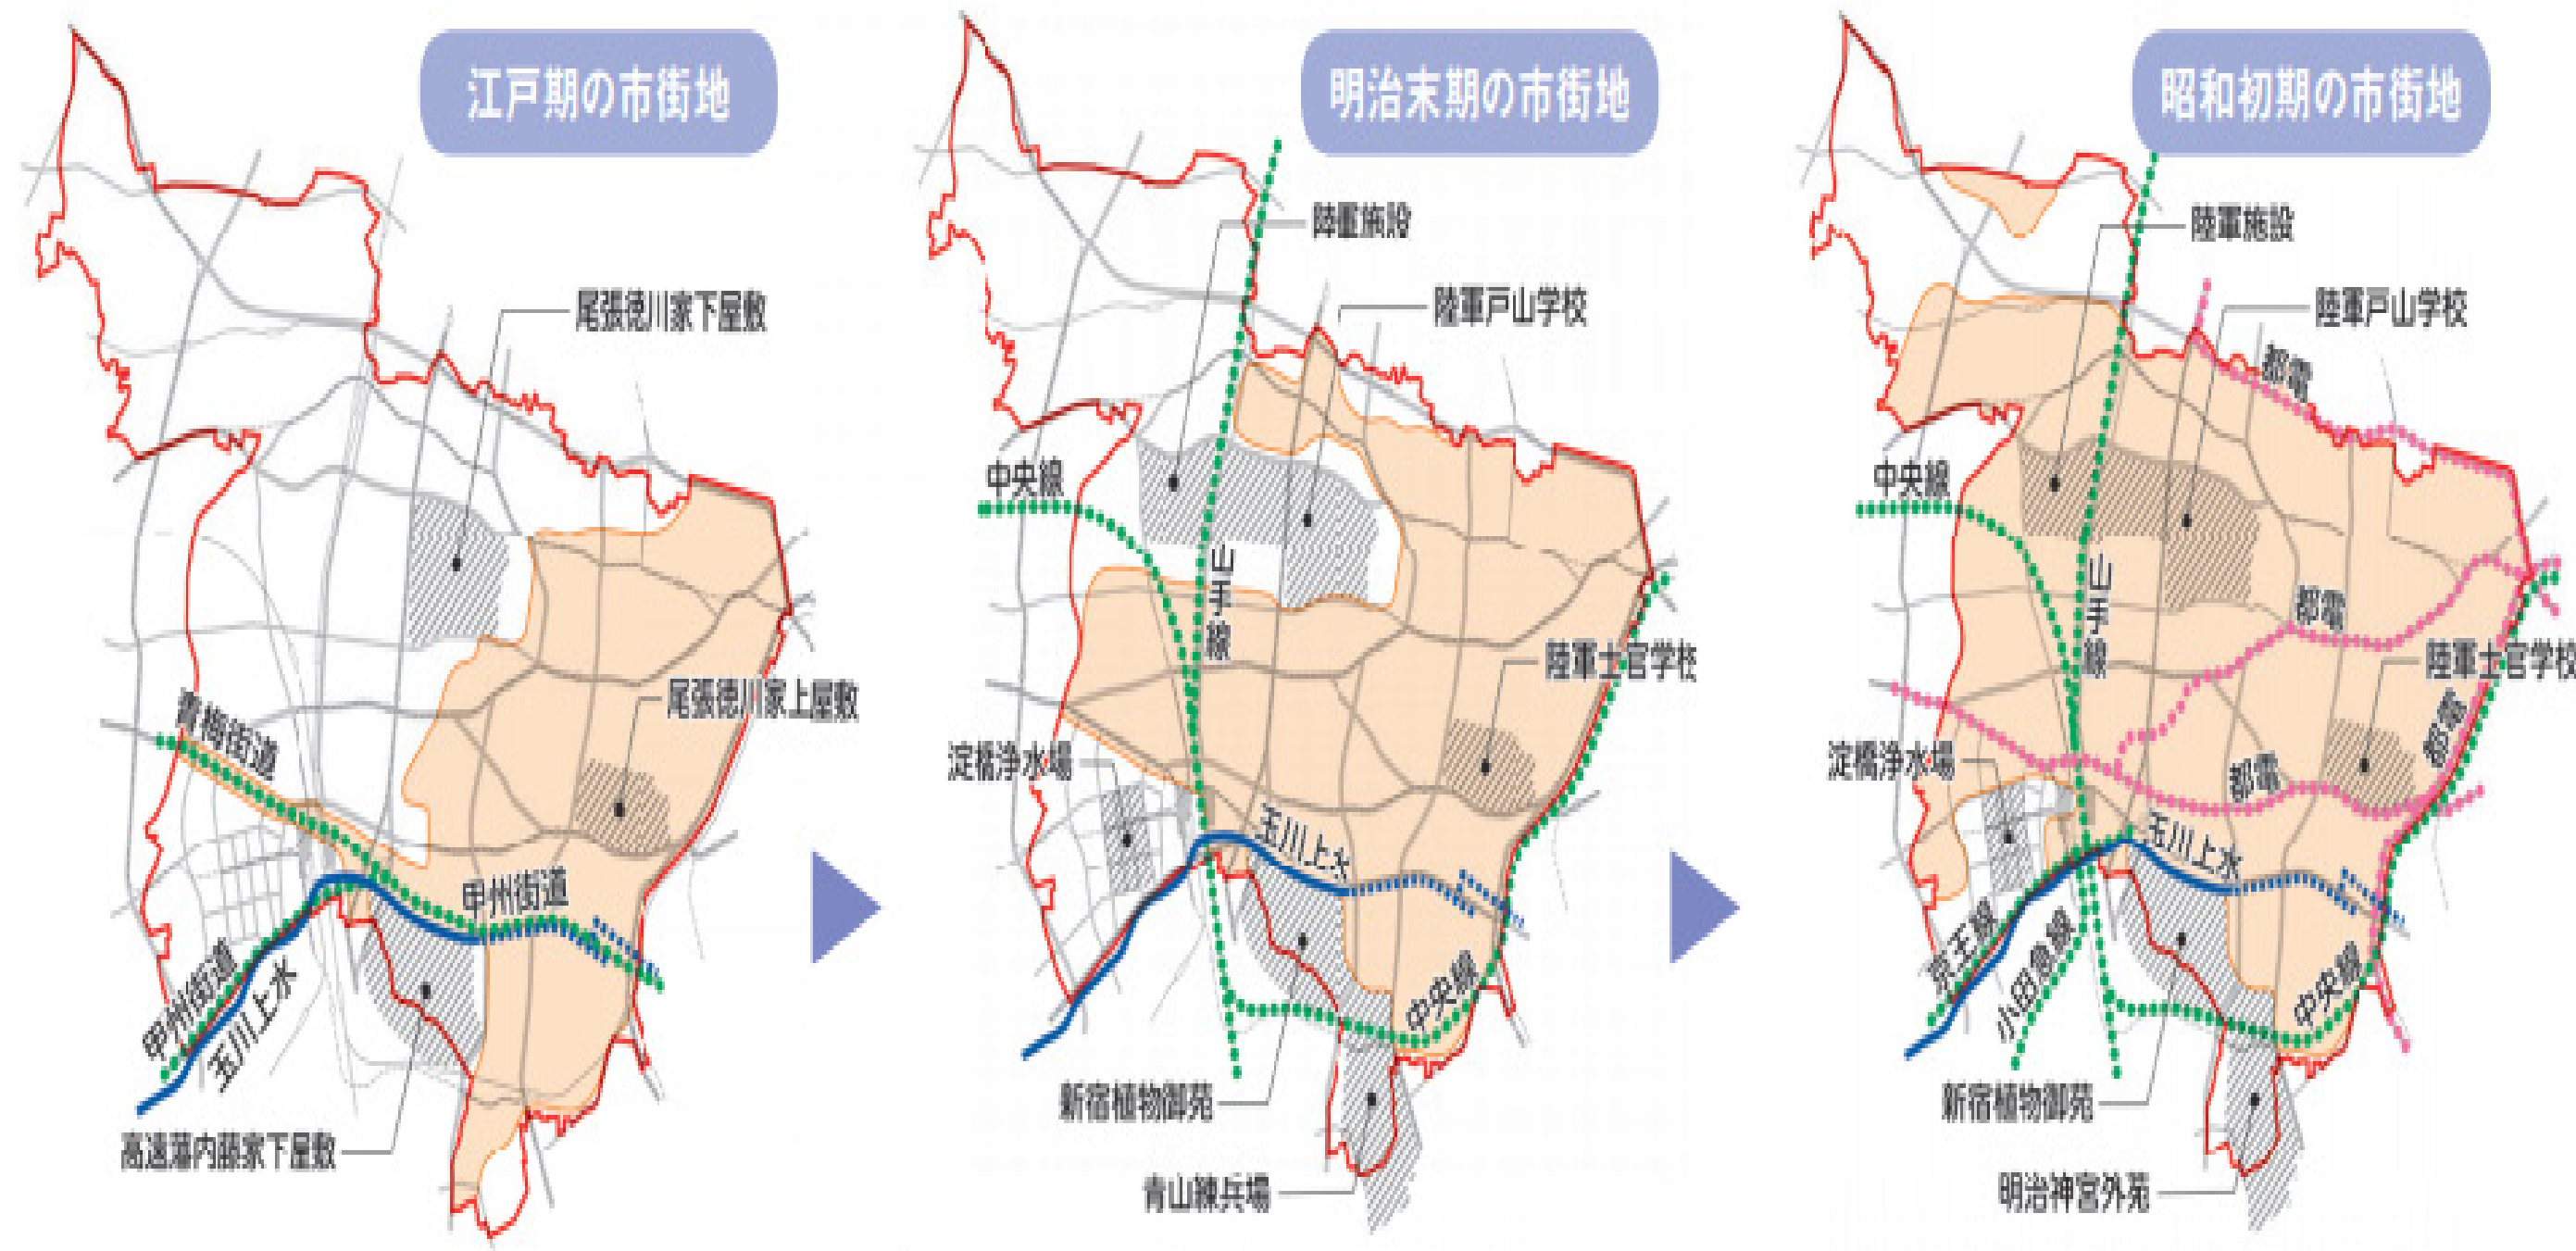 江戸期の市街地
尾張徳川家下屋敷
尾張徳川家上屋敷
青梅街道
甲州街道
甲州街道
玉川上水
高遠藩内藤家下屋敷
明治末期の市街地
陸軍施設
陸軍戸山学校
中央線
山手線
陸軍士官学校
淀橋浄水場
玉川上水
中央線
新宿植物御苑
青山練兵場
昭和初期の市街地
陸軍施設
陸軍戸山学校
都電
中央線
山手線
都電
陸軍士官学校
都電
淀橋浄水場
都電
玉川上水
京王線
小田急線
中央線
新宿植物御苑
明治神宮外苑